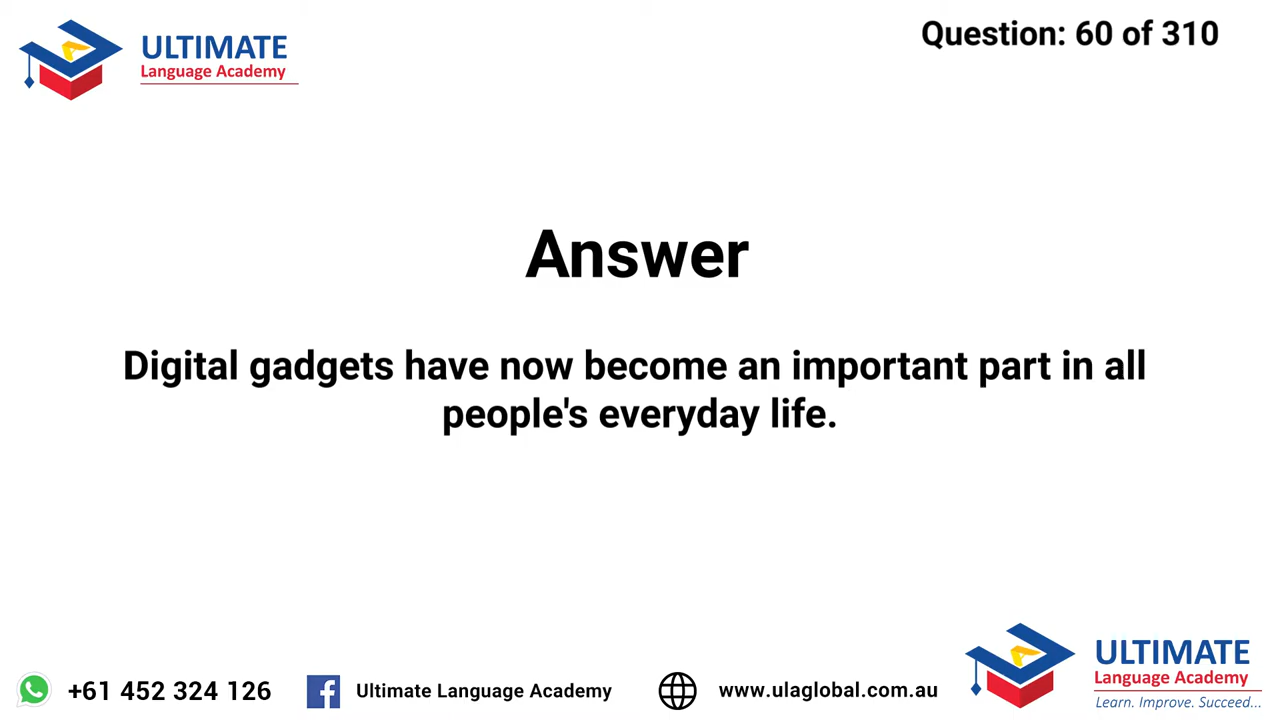 ULTIMATE
Language Academy
Question: 60 of 310
Answer
Digital gadgets have now become an important part in all
people's everyday life.
+61 452 324 126
Ultimate Language Academy
www.ulaglobal.com.au
ULTIMATE
Language Academy
Learn. Improve. Succeed...